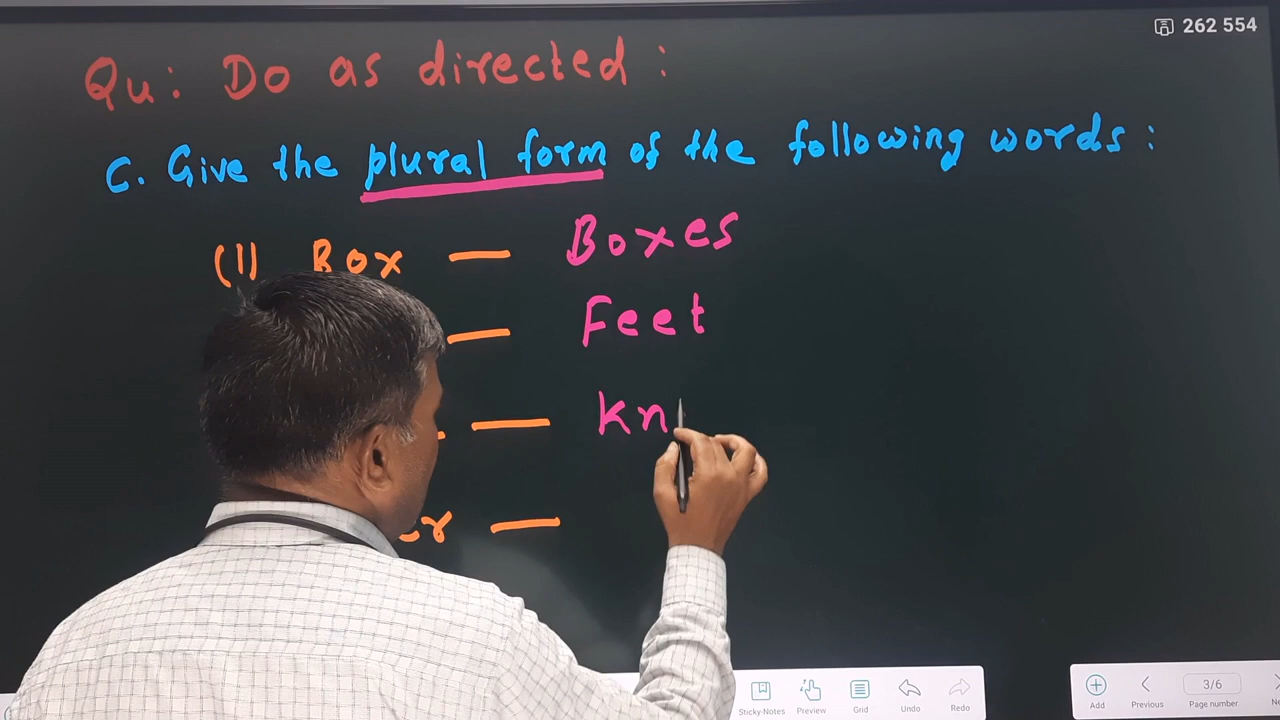 262 554
Qu: Do as directed:
C. Give the plural form of the following words:
(1) Box — Boxes
— Feet
— kn
r —
Sticky-Notes Preview Grid Undo Redo Add Previous 3/6 Page number